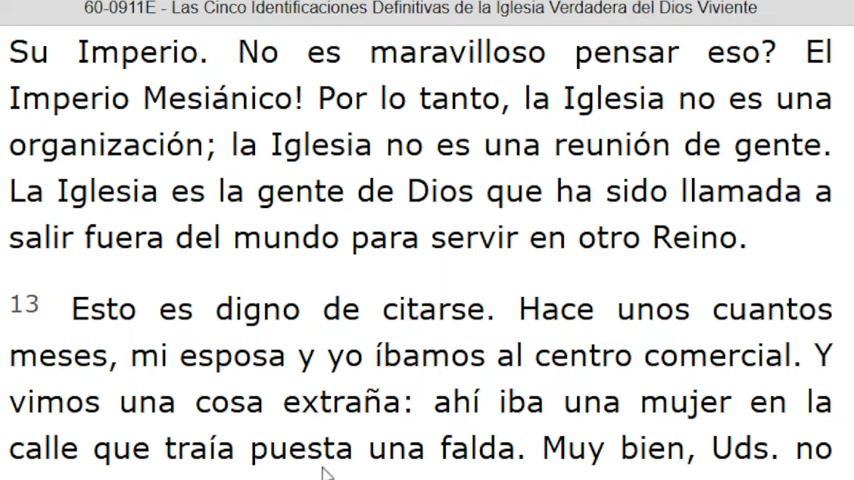 60-0911E - Las Cinco Identificaciones Definitivas de la Iglesia Verdadera del Dios Viviente
Su Imperio. No es maravilloso pensar eso? El
Imperio Mesiánico! Por lo tanto, la Iglesia no es una
organización; la Iglesia no es una reunión de gente.
La Iglesia es la gente de Dios que ha sido llamada a
salir fuera del mundo para servir en otro Reino.
13 Esto es digno de citarse. Hace unos cuantos
meses, mi esposa y yo íbamos al centro comercial. Y
vimos una cosa extraña: ahí iba una mujer en la
calle que traía puesta una falda. Muy bien, Uds. no